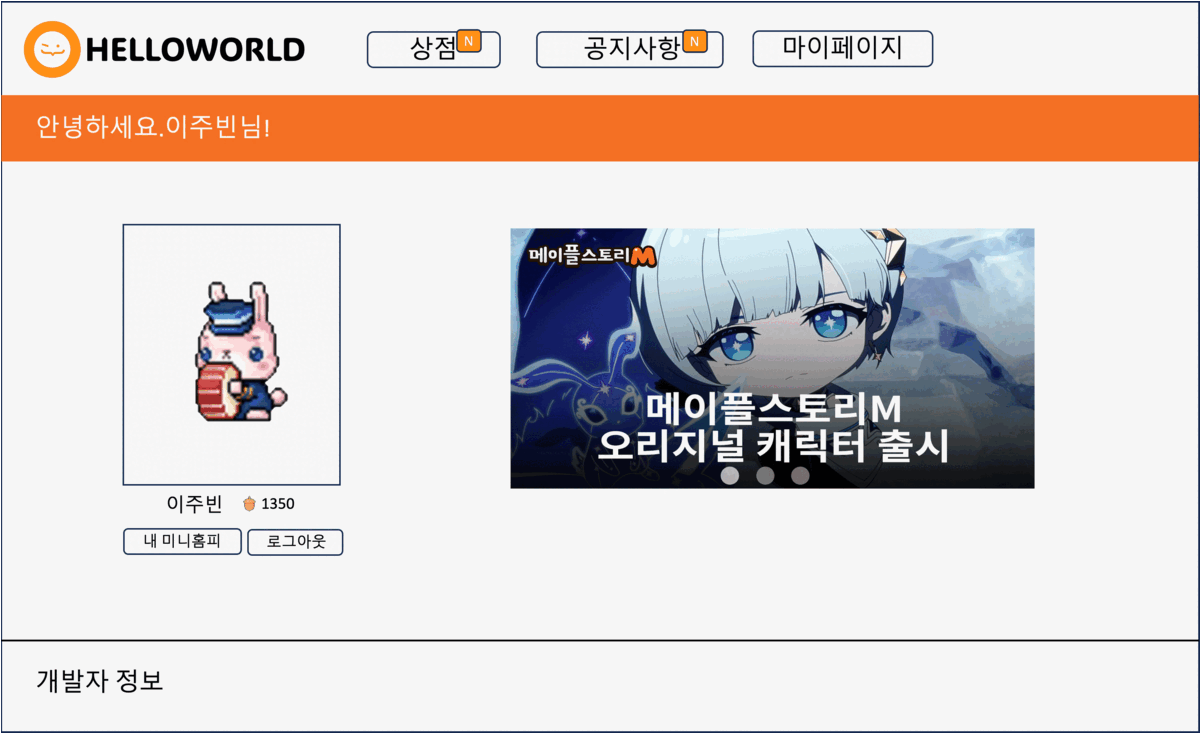 HELLOWORLD
상점 N
공지사항 N
마이페이지
안녕하세요.이주빈님!
메이플스토리M
메이플스토리M
오리지널 캐릭터 출시
이주빈 1350
내 미니홈피
로그아웃
개발자 정보